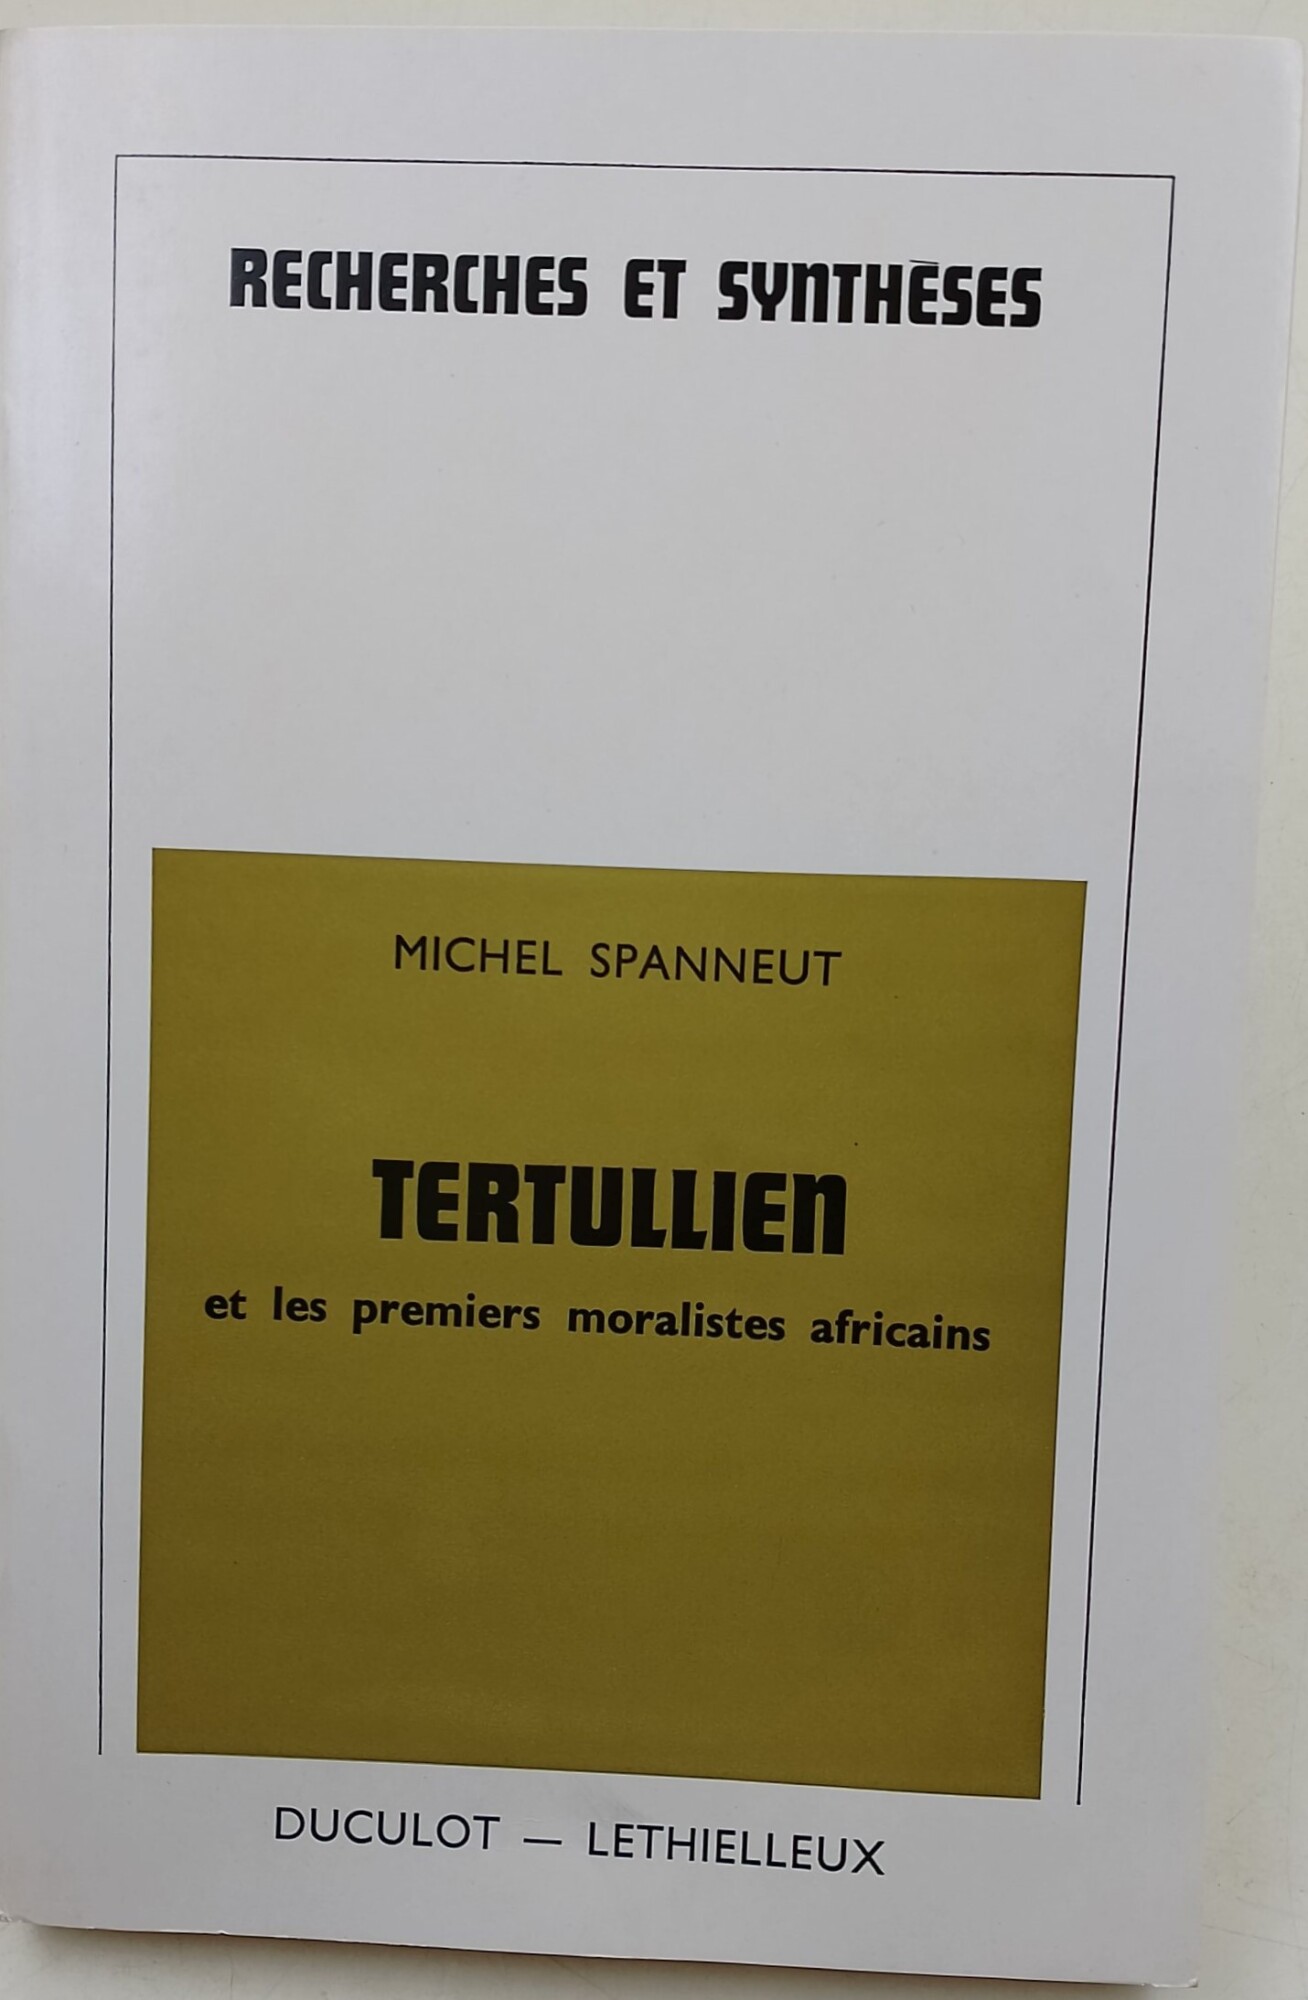 RECHERCHES ET SYNTHÈSES
MICHEL SPANNEUT
TERTULLIEN
et les premiers moralistes africains
DUCULOT — LETHIELLEUX